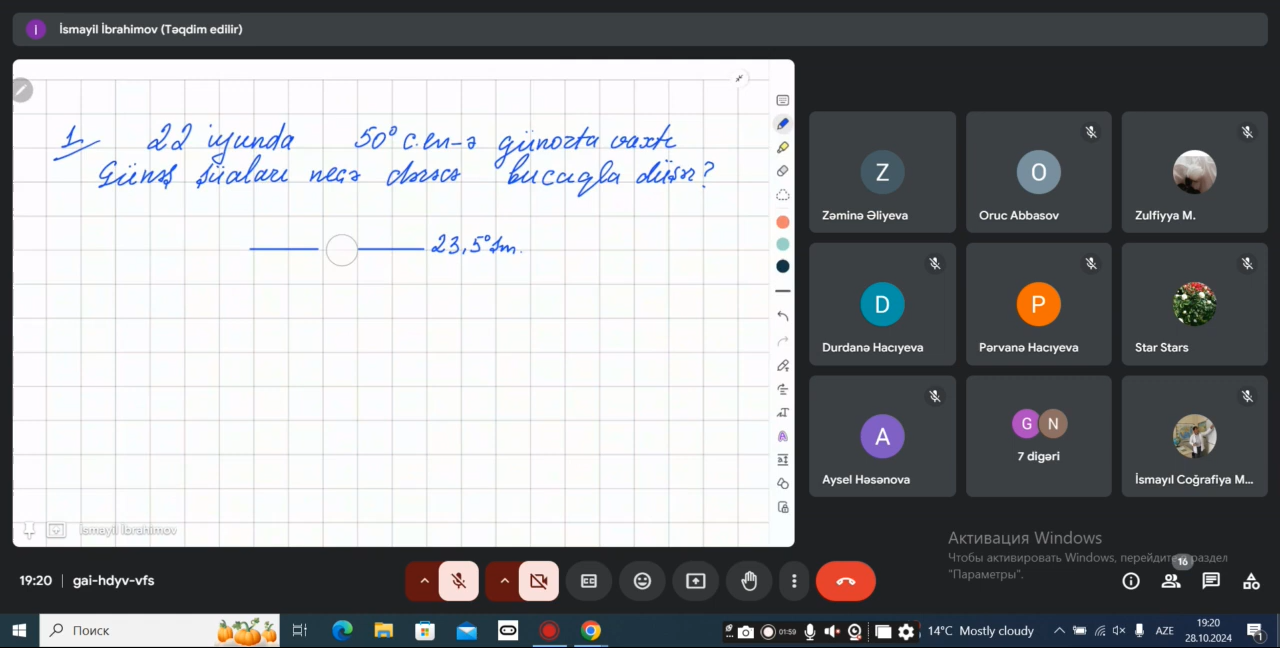 I İsmayil İbrahimov (Təqdim edilir)
1. 22 iyunda 50° c.en-ə günorta vaxtı
Günəş şüaları neçə dərəcə bucaqla düşər?
23,5° şm.
İsmayil İbrahimov
Z
Zəminə Əliyeva
O
Oruc Abbasov
Zulfiyya M.
D
Durdanə Hacıyeva
P
Pərvanə Hacıyeva
Star Stars
A
Aysel Həsənova
G N
7 digəri
İsmayıl Coğrafiya M...
Активация Windows
Чтобы активировать Windows, перейдите в раздел
"Параметры".
19:20 | gai-hdyv-vfs
16
Поиск
01:59
14°C Mostly cloudy
AZE
19:20
28.10.2024
1